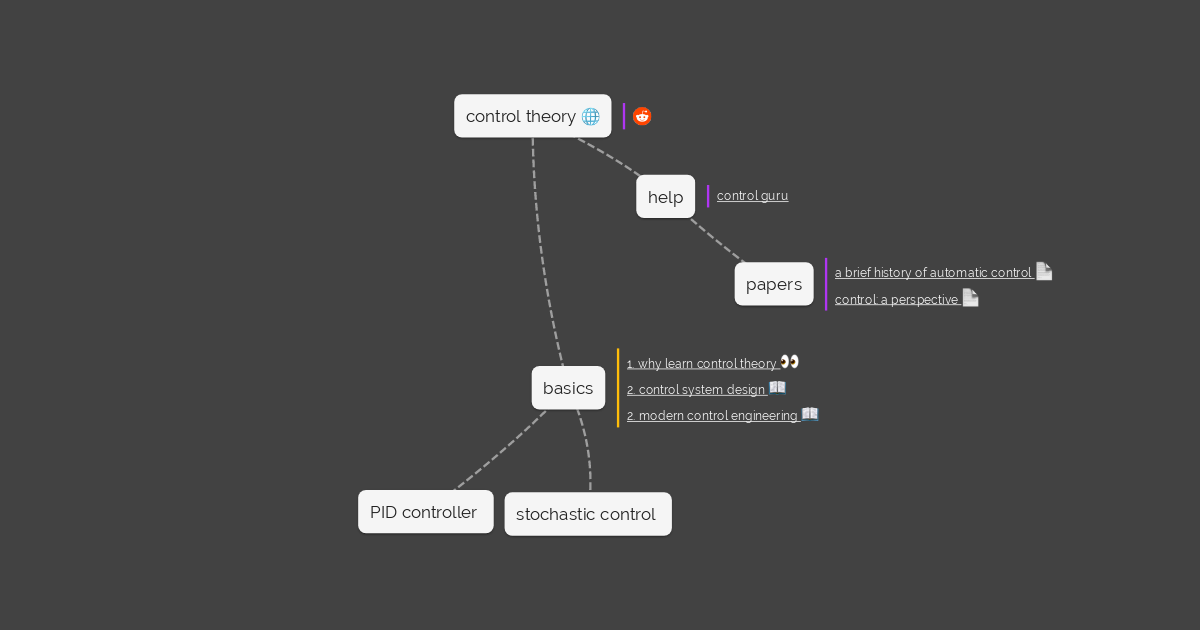 control theory
help
control guru
papers
a brief history of automatic control
control: a perspective
basics
1. why learn control theory
2. control system design
2. modern control engineering
PID controller
stochastic control